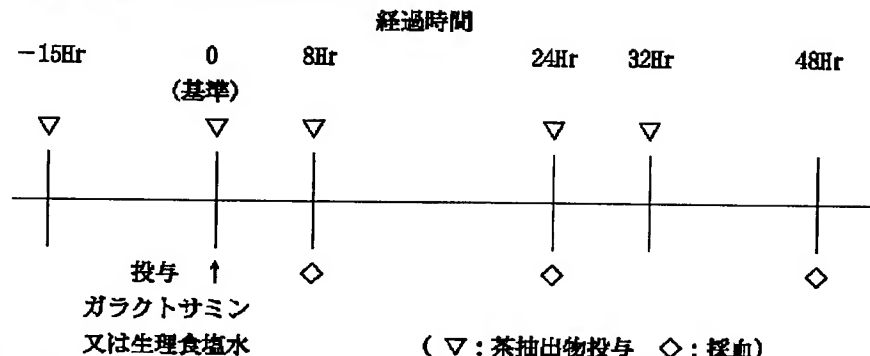 経過時間
−15Hr 0 8Hr 24Hr 32Hr 48Hr
(基準)
投与 ↑
ガラクトサミン
又は生理食塩水
( ▽:茶抽出物投与 ◇:採血)